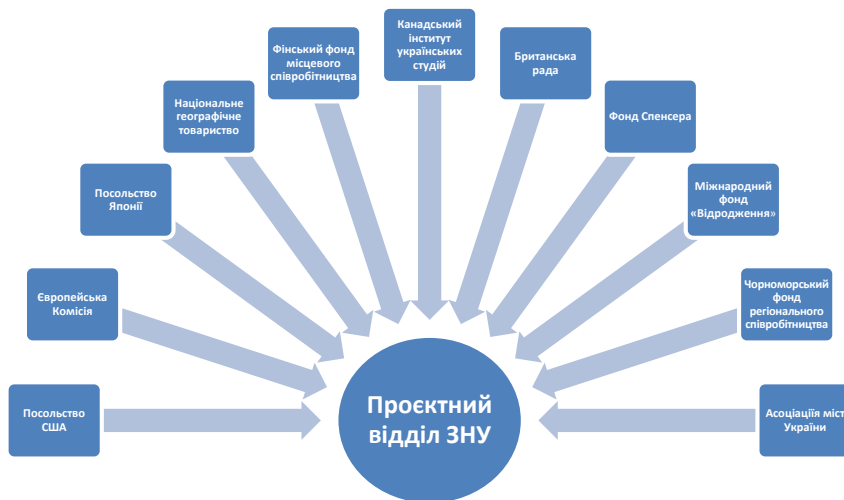 Канадський
інститут
українських
студій
Фінський фонд
місцевого
співробітництва
Британська
рада
Національне
географічне
товариство
Фонд Спенсера
Посольство
Японії
Міжнародний
фонд
«Відродження»
Європейська
Комісія
Чорноморський
фонд
регіонального
співробітництва
Проєктний
відділ ЗНУ
Посольство
США
Асоціаціїя міст
України